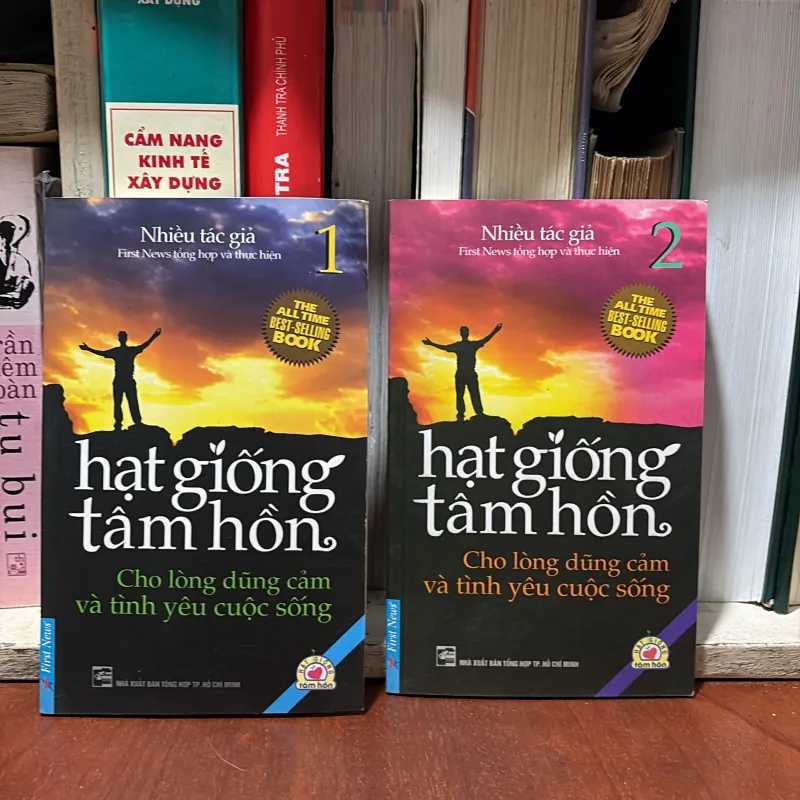 XÂY DỰNG
CẨM NANG
KINH TẾ
XÂY DỰNG
THANH TRA CHÍNH PHỦ
TRA
tu bui
Nhiều tác giả
First News tổng hợp và thực hiện
1
THE
ALL TIME
BEST-SELLING
BOOK
hạt giống
tâm hồn
Cho lòng dũng cảm
và tình yêu cuộc sống
First News
NHÀ XUẤT BẢN TỔNG HỢP TP. HỒ CHÍ MINH
HẠT GIỐNG
tâm hồn
Nhiều tác giả
First News tổng hợp và thực hiện
2
THE
ALL TIME
BEST-SELLING
BOOK
hạt giống
tâm hồn
Cho lòng dũng cảm
và tình yêu cuộc sống
First News
NHÀ XUẤT BẢN TỔNG HỢP TP. HỒ CHÍ MINH
HẠT GIỐNG
tâm hồn